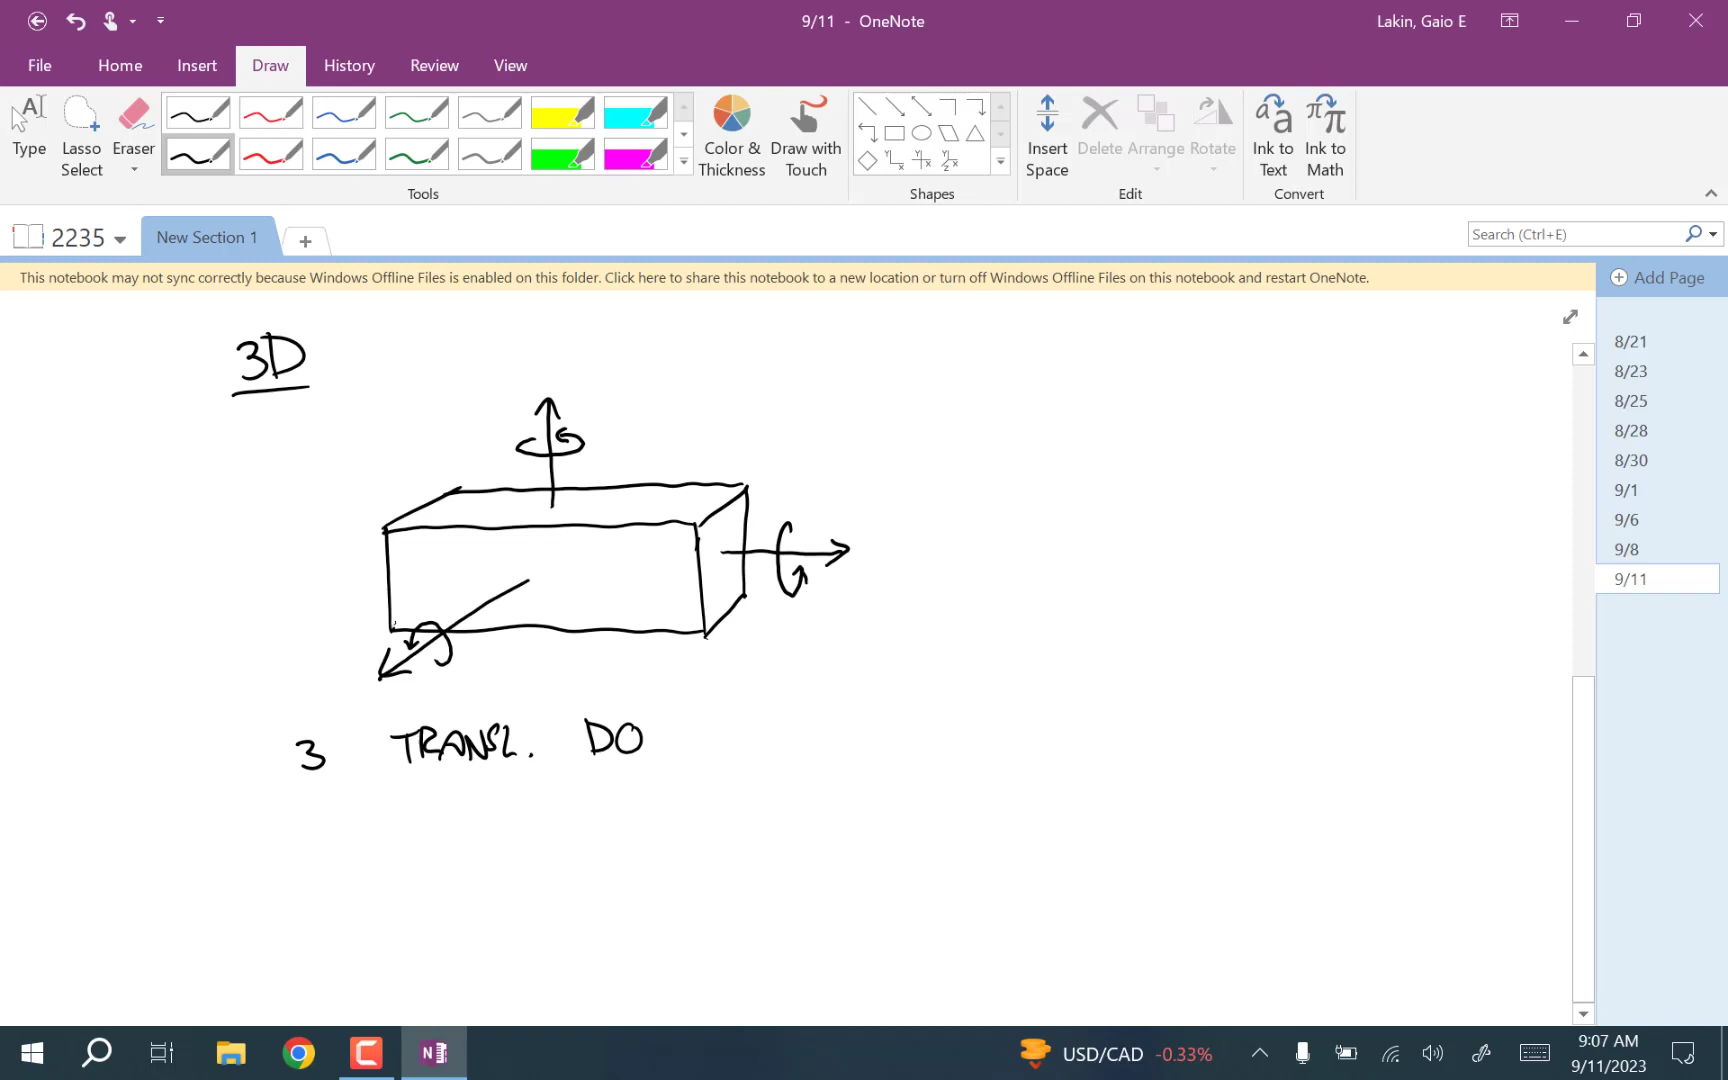 9/11 - OneNote
Lakin, Gaio E
File Home Insert Draw History Review View
Type
Lasso Select
Eraser
Color & Thickness
Draw with Touch
Insert Space
Delete
Arrange
Rotate
Ink to Text
Ink to Math
Tools
Shapes
Edit
Convert
2235
New Section 1
Search (Ctrl+E)
This notebook may not sync correctly because Windows Offline Files is enabled on this folder. Click here to share this notebook to a new location or turn off Windows Offline Files on this notebook and restart OneNote.
Add Page
8/21
8/23
8/25
8/28
8/30
9/1
9/6
9/8
9/11
3D
3 TRANSL. DO
USD/CAD -0.33%
9:07 AM
9/11/2023